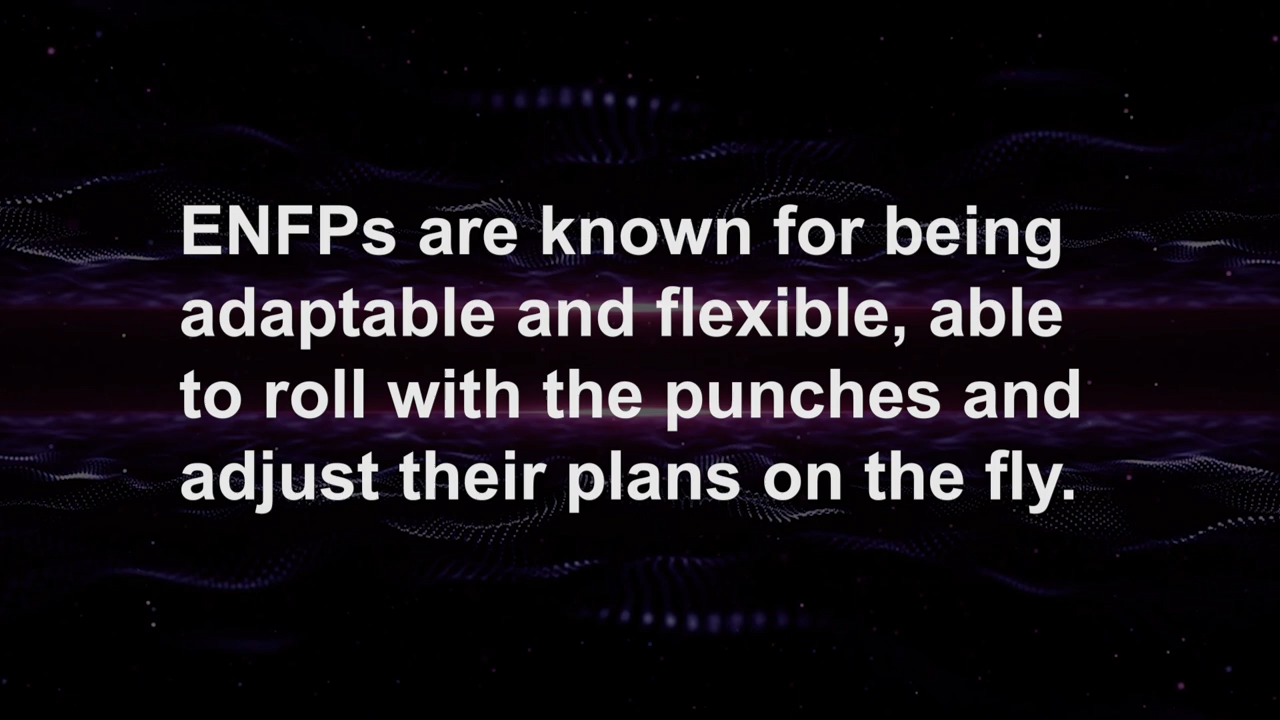 ENFPs are known for being
adaptable and flexible, able
to roll with the punches and
adjust their plans on the fly.